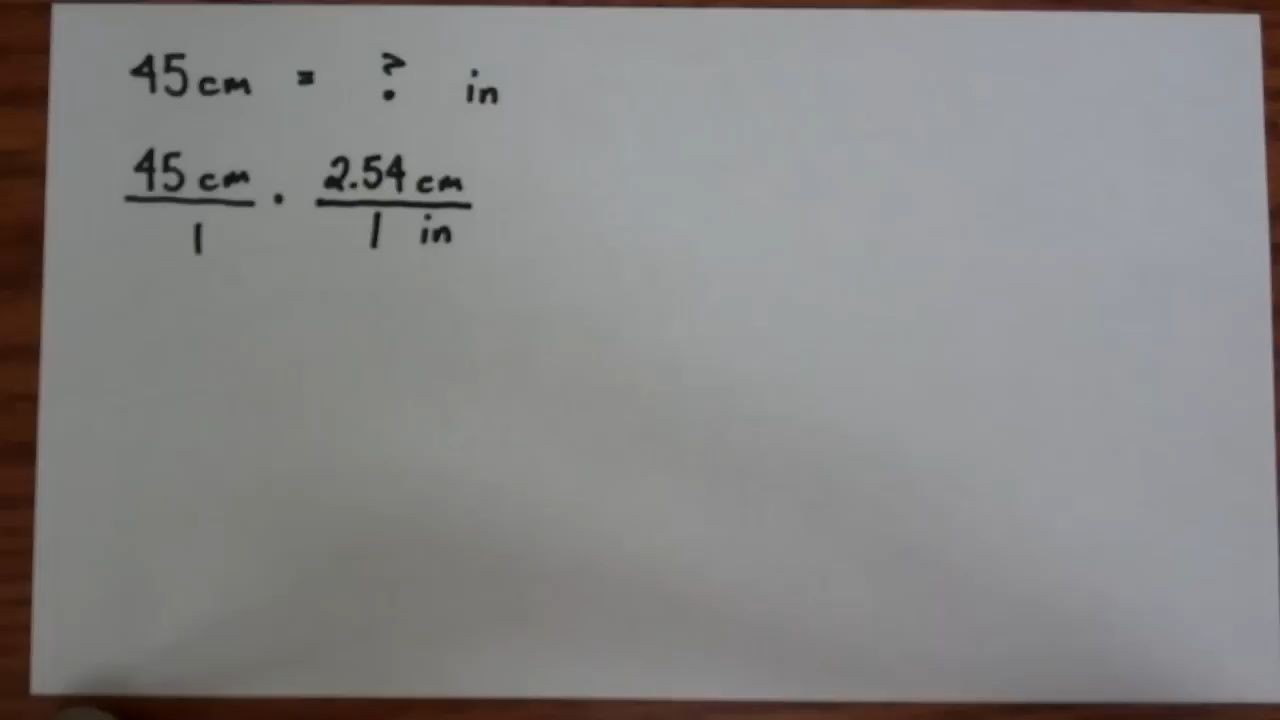 45 cm = ? in
45 cm / 1 · 2.54 cm / 1 in